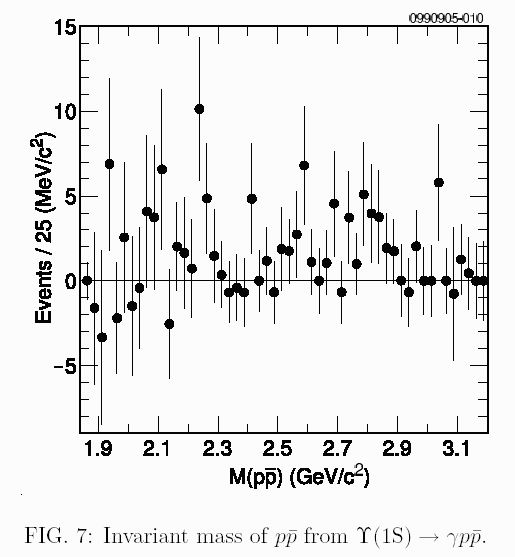 0990905-010
15
10
5
0
−5
Events / 25 (MeV/c²)
1.9 2.1 2.3 2.5 2.7 2.9 3.1
M(pp̄) (GeV/c²)
FIG. 7: Invariant mass of pp̄ from ϒ(1S) → γpp̄.